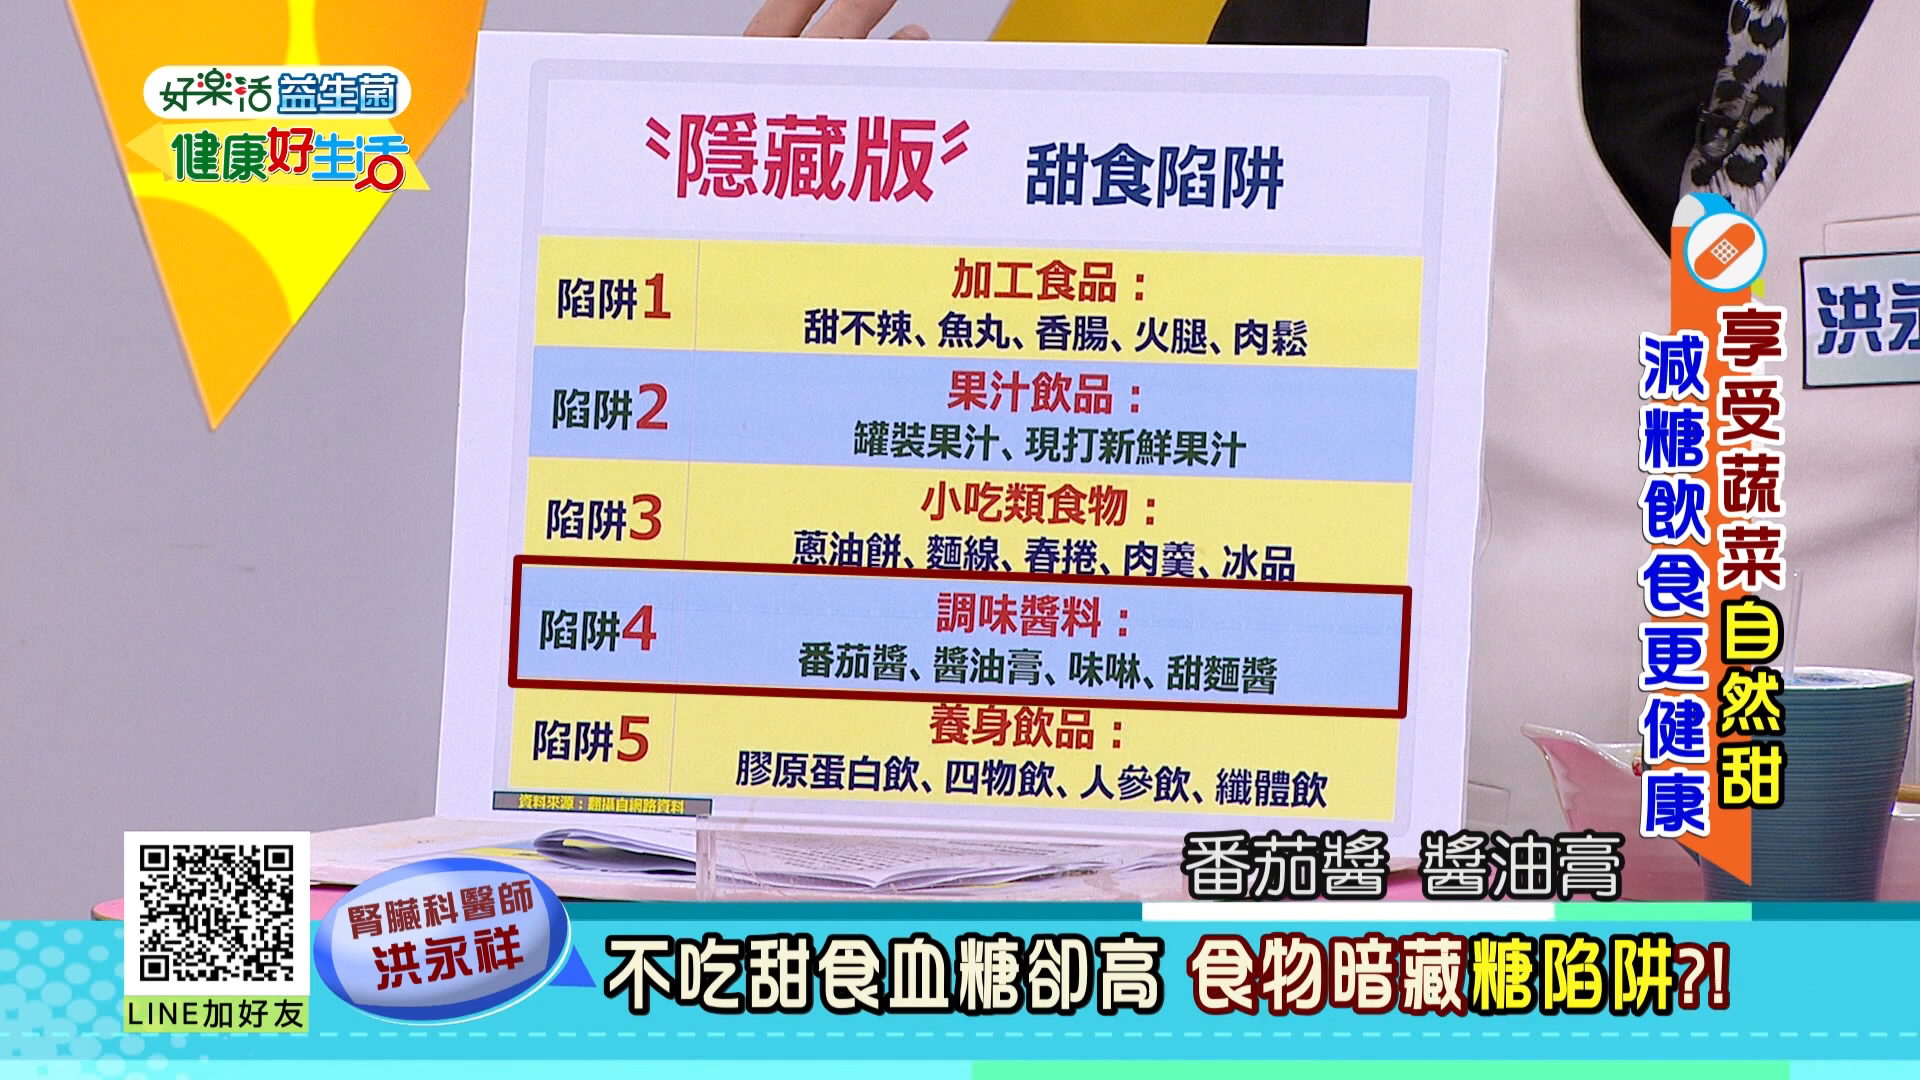 好楽活益生菌
健康好生活
隱藏版 甜食陷阱
陷阱1
加工食品：
甜不辣、魚丸、香腸、火腿、肉鬆
陷阱2
果汁飲品：
罐裝果汁、現打新鮮果汁
陷阱3
小吃類食物：
蔥油餅、麵線、春捲、肉羹、冰品
陷阱4
調味醬料：
番茄醬、醬油膏、味啉、甜麵醬
陷阱5
養身飲品：
膠原蛋白飲、四物飲、人參飲、纖體飲
資料來源：翻攝自網路資料
享受蔬菜自然甜
減糖飲食更健康
洪永
番茄醬 醬油膏
腎臟科醫師
洪永祥
不吃甜食血糖卻高 食物暗藏糖陷阱?!
LINE加好友